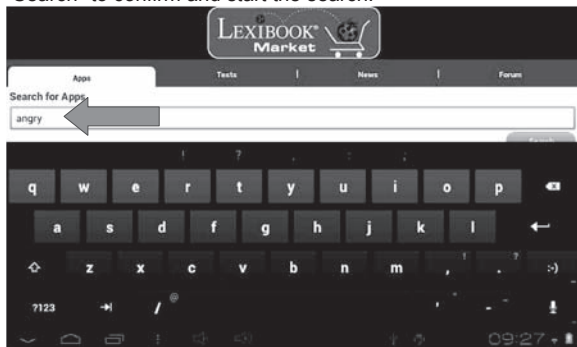 "Search" to confirm and start the search.
LEXIBOOK®
Market
Apps Tests | News | Forum
Search for Apps
angry
Search
! ? , : ;
q w e r t y u i o p
a s d f g h j k l
z x c v b n m , ! . ? :-)
?123 / @ ' " - _
09:27